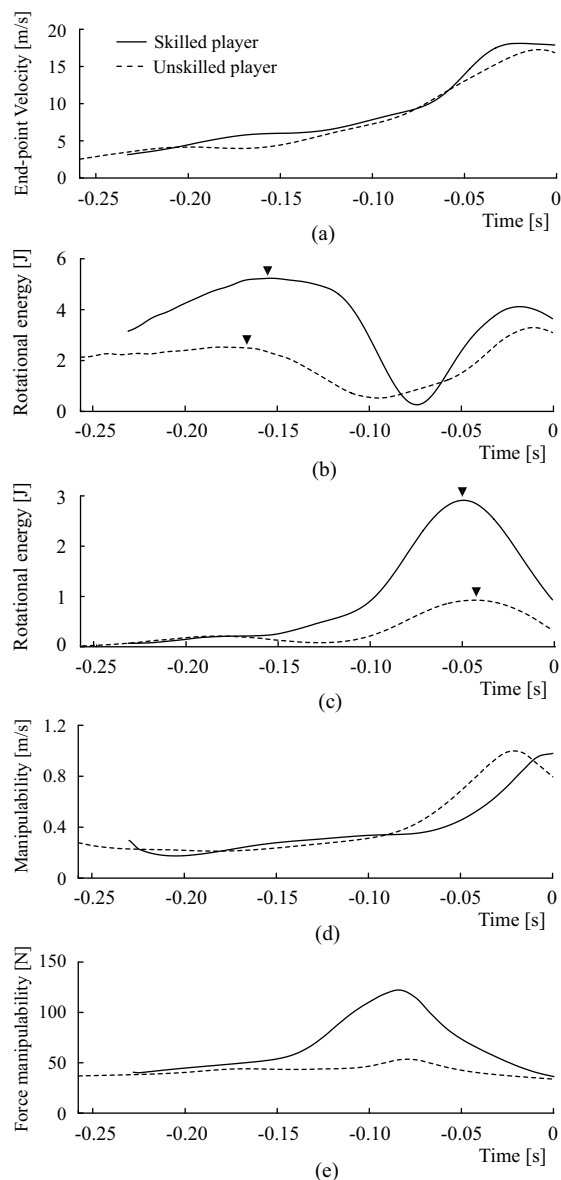 End-point Velocity [m/s]
20
15
10
5
0
Skilled player
Unskilled player
-0.25 -0.20 -0.15 -0.10 -0.05 0
Time [s]
(a)
Rotational energy [J]
6
4
2
0
-0.25 -0.20 -0.15 -0.10 -0.05 0
Time [s]
(b)
Rotational energy [J]
3
2
1
0
-0.25 -0.20 -0.15 -0.10 -0.05 0
Time [s]
(c)
Manipulability [m/s]
1.2
0.8
0.4
0
-0.25 -0.20 -0.15 -0.10 -0.05 0
Time [s]
(d)
Force manipulability [N]
150
100
50
0
-0.25 -0.20 -0.15 -0.10 -0.05 0
Time [s]
(e)